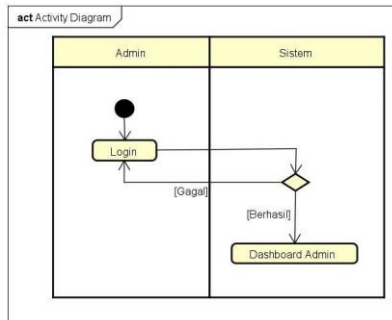 act Activity Diagram
Admin
Sistem
Login
[Gagal]
[Berhasil]
Dashboard Admin